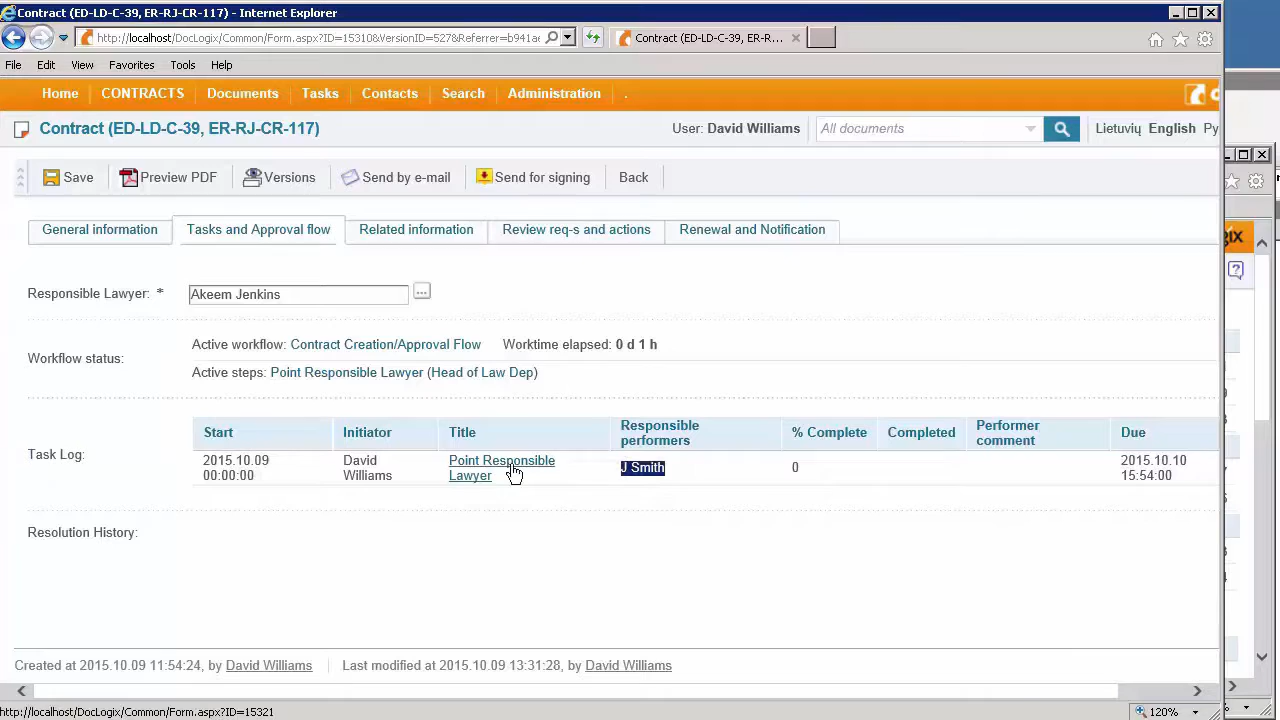 Contract (ED-LD-C-39, ER-RJ-CR-117) - Internet Explorer
http://localhost/DocLogix/Common/Form.aspx?ID=15310&VersionID=527&Referrer=b941ae
Contract (ED-LD-C-39, ER-R...
File Edit View Favorites Tools Help
Home CONTRACTS Documents Tasks Contacts Search Administration .
Contract (ED-LD-C-39, ER-RJ-CR-117) User: David Williams All documents Lietuvių English Ру
Save Preview PDF Versions Send by e-mail Send for signing Back
General information Tasks and Approval flow Related information Review req-s and actions Renewal and Notification
Responsible Lawyer: * Akeem Jenkins ...
Workflow status:
Active workflow: Contract Creation/Approval Flow Worktime elapsed: 0 d 1 h
Active steps: Point Responsible Lawyer (Head of Law Dep)
Task Log:
Start Initiator Title Responsible performers % Complete Completed Performer comment Due
2015.10.09 David Point Responsible J Smith 0 2015.10.10
00:00:00 Williams Lawyer 15:54:00
Resolution History:
Created at 2015.10.09 11:54:24, by David Williams Last modified at 2015.10.09 13:31:28, by David Williams
http://localhost/DocLogix/Common/Form.aspx?ID=15321
120%